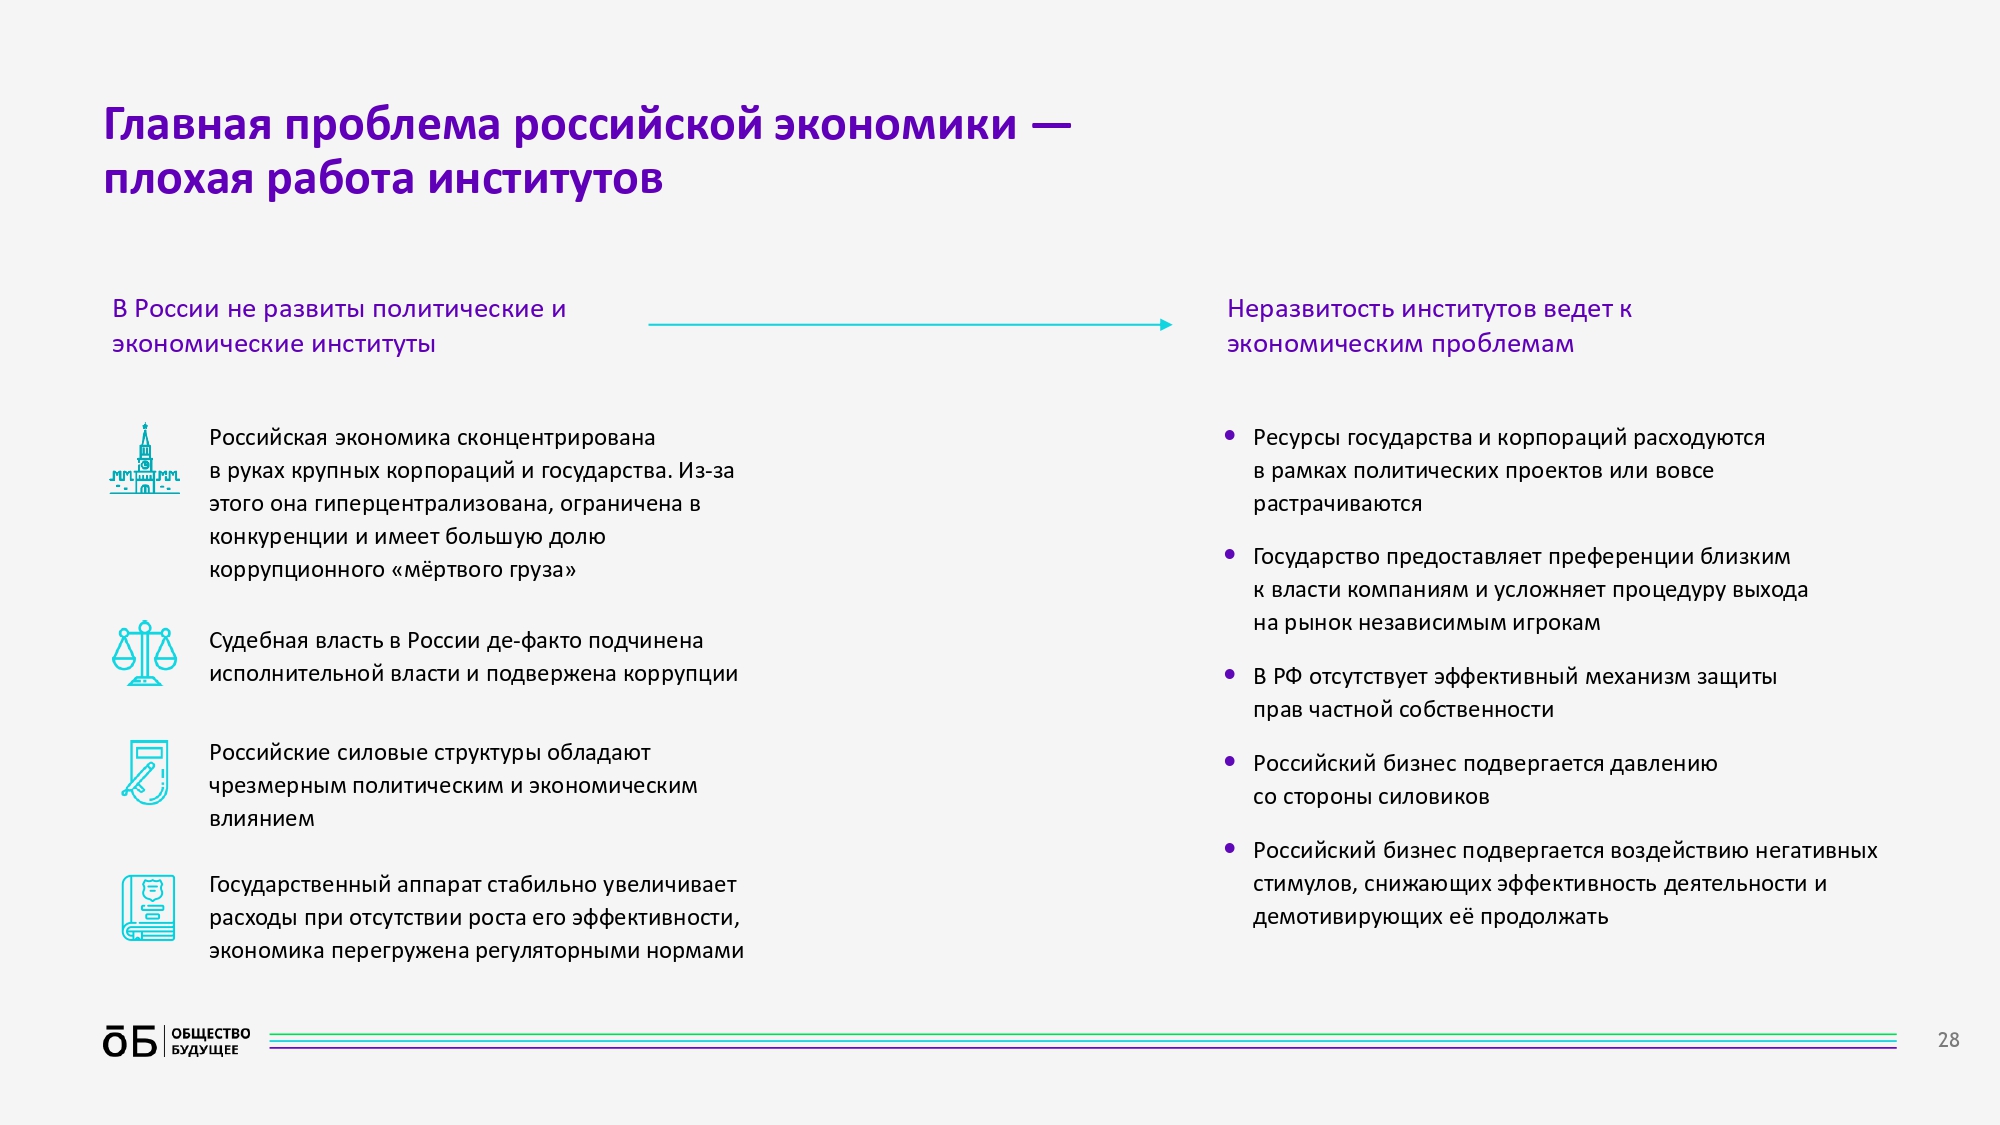 Главная проблема российской экономики —
плохая работа институтов
В России не развиты политические и
экономические институты
Российская экономика сконцентрирована
в руках крупных корпораций и государства. Из-за
этого она гиперцентрализована, ограничена в
конкуренции и имеет большую долю
коррупционного «мёртвого груза»
Судебная власть в России де-факто подчинена
исполнительной власти и подвержена коррупции
Российские силовые структуры обладают
чрезмерным политическим и экономическим
влиянием
Государственный аппарат стабильно увеличивает
расходы при отсутствии роста его эффективности,
экономика перегружена регуляторными нормами
Неразвитость институтов ведет к
экономическим проблемам
Ресурсы государства и корпораций расходуются
в рамках политических проектов или вовсе
растрачиваются
Государство предоставляет преференции близким
к власти компаниям и усложняет процедуру выхода
на рынок независимым игрокам
В РФ отсутствует эффективный механизм защиты
прав частной собственности
Российский бизнес подвергается давлению
со стороны силовиков
Российский бизнес подвергается воздействию негативных
стимулов, снижающих эффективность деятельности и
демотивирующих её продолжать
ōБ
ОБЩЕСТВО
БУДУЩЕЕ
28